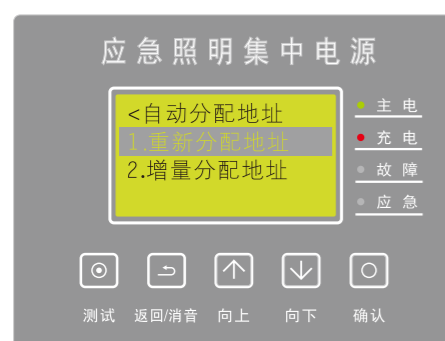 应急照明集中电源
<自动分配地址
1.重新分配地址
2.增量分配地址
主电
充电
故障
应急
测试 返回/消音 向上 向下 确认